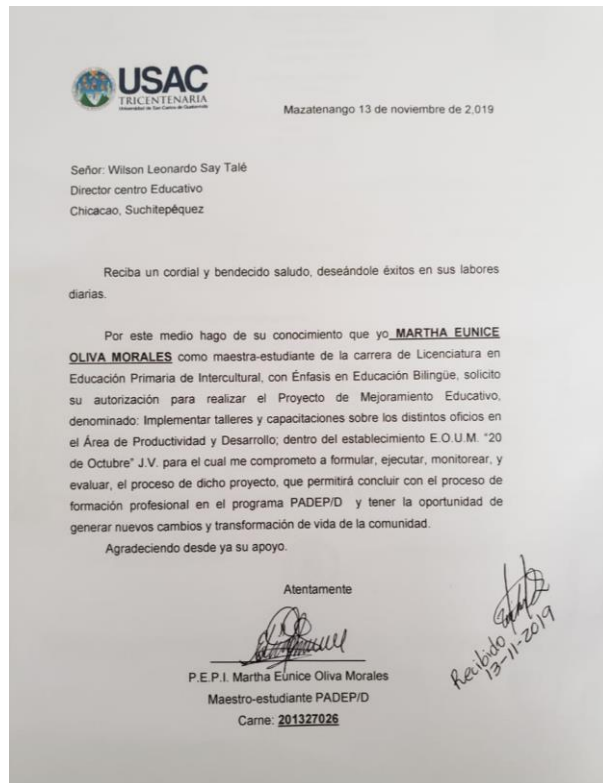 USAC
TRICENTENARIA
Universidad de San Carlos de Guatemala
Mazatenango 13 de noviembre de 2,019
Señor: Wilson Leonardo Say Talé
Director centro Educativo
Chicacao, Suchitepéquez
Reciba un cordial y bendecido saludo, deseándole éxitos en sus labores
diarias.
Por este medio hago de su conocimiento que yo MARTHA EUNICE
OLIVA MORALES como maestra-estudiante de la carrera de Licenciatura en
Educación Primaria de Intercultural, con Énfasis en Educación Bilingüe, solicito
su autorización para realizar el Proyecto de Mejoramiento Educativo,
denominado: Implementar talleres y capacitaciones sobre los distintos oficios en
el Área de Productividad y Desarrollo; dentro del establecimiento E.O.U.M. "20
de Octubre" J.V. para el cual me comprometo a formular, ejecutar, monitorear, y
evaluar, el proceso de dicho proyecto, que permitirá concluir con el proceso de
formación profesional en el programa PADEP/D y tener la oportunidad de
generar nuevos cambios y transformación de vida de la comunidad.
Agradeciendo desde ya su apoyo.
Atentamente
P.E.P.I. Martha Eunice Oliva Morales
Maestro-estudiante PADEP/D
Carne: 201327026
Recibido
13-11-2019